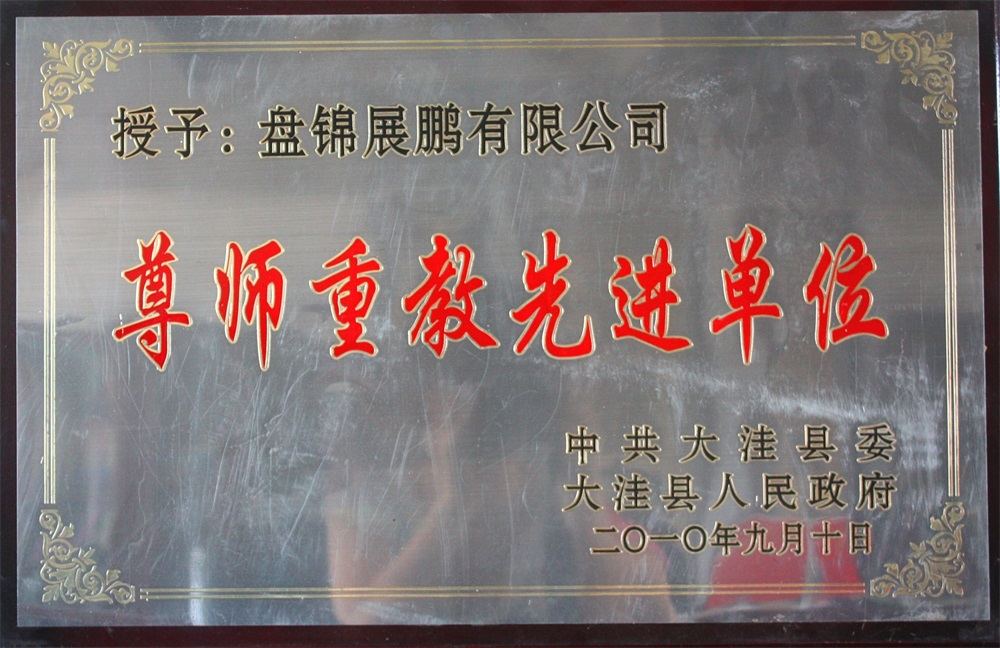 授予：盘锦展鹏有限公司
尊师重教先进单位
中共大洼县委
大洼县人民政府
二〇一〇年九月十日